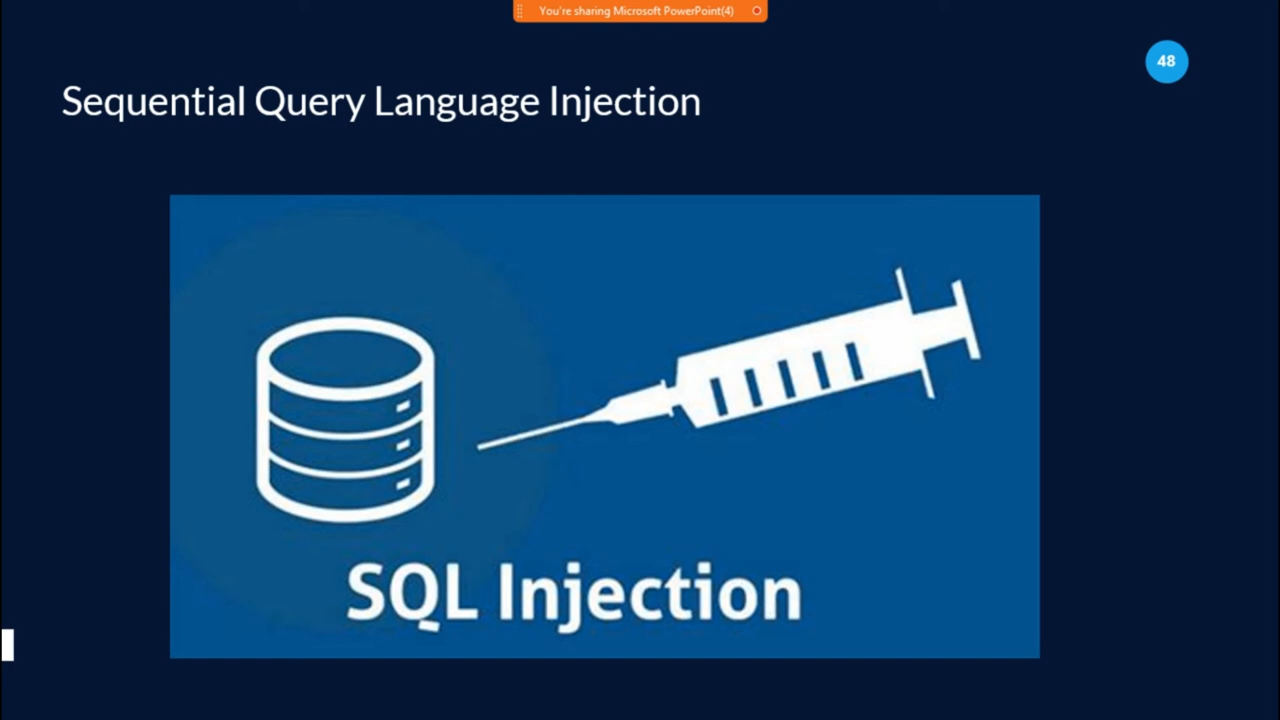 You're sharing Microsoft PowerPoint(4)
48
Sequential Query Language Injection
SQL Injection